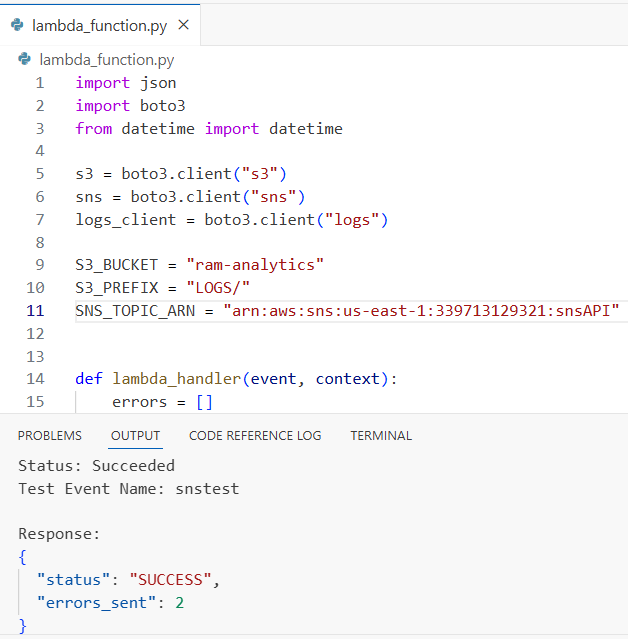 lambda_function.py ×
lambda_function.py
1 import json
2 import boto3
3 from datetime import datetime
4
5 s3 = boto3.client("s3")
6 sns = boto3.client("sns")
7 logs_client = boto3.client("logs")
8
9 S3_BUCKET = "ram-analytics"
10 S3_PREFIX = "LOGS/"
11 SNS_TOPIC_ARN = "arn:aws:sns:us-east-1:339713129321:snsAPI"
12
13
14 def lambda_handler(event, context):
15     errors = []
PROBLEMS OUTPUT CODE REFERENCE LOG TERMINAL
Status: Succeeded
Test Event Name: snstest
Response:
{
  "status": "SUCCESS",
  "errors_sent": 2
}